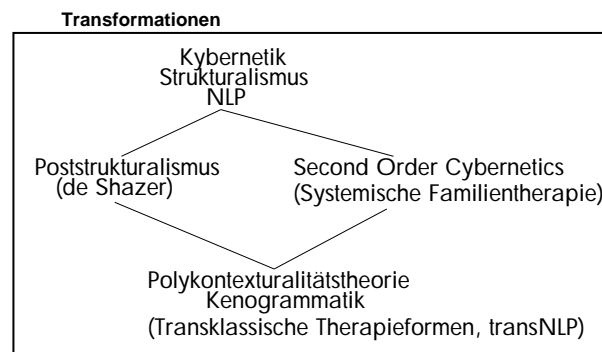 Transformationen
Kybernetik
Strukturalismus
NLP
Poststrukturalismus
(de Shazer)
Second Order Cybernetics
(Systemische Familientherapie)
Polykontexturalitätstheorie
Kenogrammatik
(Transklassische Therapieformen, transNLP)